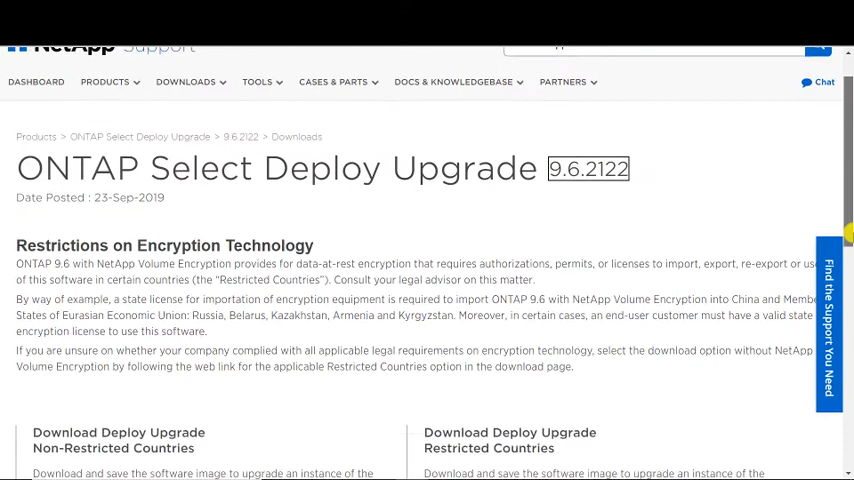 NetApp Support
DASHBOARD PRODUCTS DOWNLOADS TOOLS CASES & PARTS DOCS & KNOWLEDGEBASE PARTNERS Chat
Products > ONTAP Select Deploy Upgrade > 9.6.2122 > Downloads
ONTAP Select Deploy Upgrade 9.6.2122
Date Posted : 23-Sep-2019
Restrictions on Encryption Technology
ONTAP 9.6 with NetApp Volume Encryption provides for data-at-rest encryption that requires authorizations, permits, or licenses to import, export, re-export or use
of this software in certain countries (the “Restricted Countries”). Consult your legal advisor on this matter.
By way of example, a state license for importation of encryption equipment is required to import ONTAP 9.6 with NetApp Volume Encryption into China and Membe
States of Eurasian Economic Union: Russia, Belarus, Kazakhstan, Armenia and Kyrgyzstan. Moreover, in certain cases, an end-user customer must have a valid state
encryption license to use this software.
If you are unsure on whether your company complied with all applicable legal requirements on encryption technology, select the download option without NetApp
Volume Encryption by following the web link for the applicable Restricted Countries option in the download page.
Find the Support You Need
Download Deploy Upgrade
Non-Restricted Countries
Download and save the software image to upgrade an instance of the
Download Deploy Upgrade
Restricted Countries
Download and save the software image to upgrade an instance of the